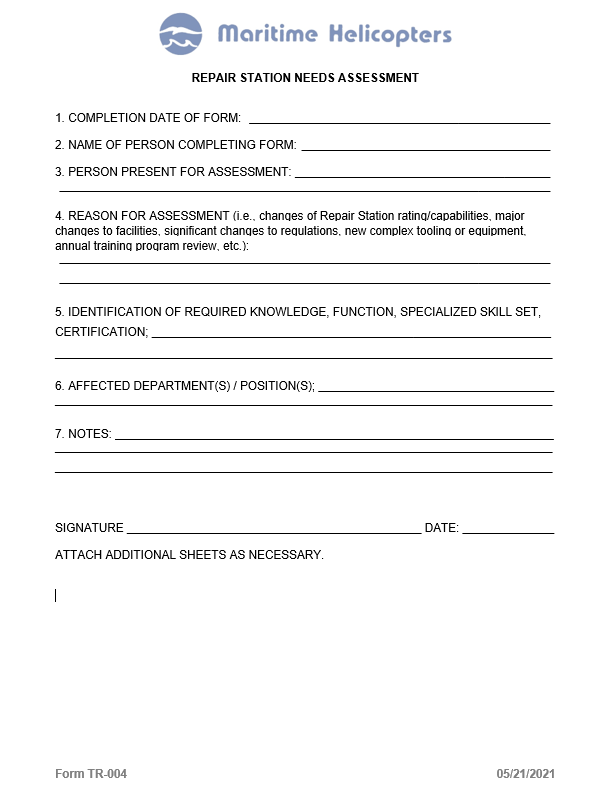 Maritime Helicopters
REPAIR STATION NEEDS ASSESSMENT
1. COMPLETION DATE OF FORM:
2. NAME OF PERSON COMPLETING FORM:
3. PERSON PRESENT FOR ASSESSMENT:
4. REASON FOR ASSESSMENT (i.e., changes of Repair Station rating/capabilities, major
changes to facilities, significant changes to regulations, new complex tooling or equipment,
annual training program review, etc.):
5. IDENTIFICATION OF REQUIRED KNOWLEDGE, FUNCTION, SPECIALIZED SKILL SET,
CERTIFICATION;
6. AFFECTED DEPARTMENT(S) / POSITION(S);
7. NOTES:
SIGNATURE DATE:
ATTACH ADDITIONAL SHEETS AS NECESSARY.
Form TR-004 05/21/2021